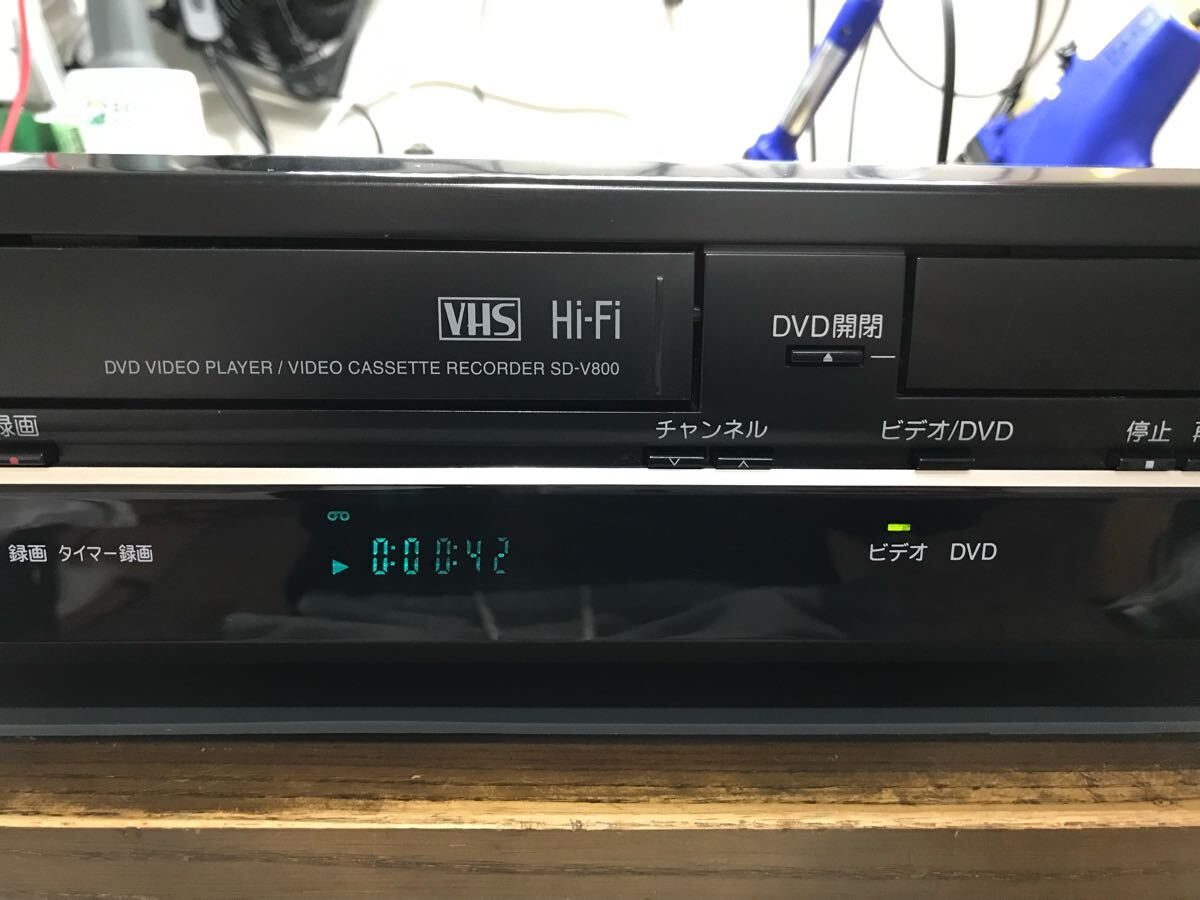 VHS Hi-Fi
DVD VIDEO PLAYER / VIDEO CASSETTE RECORDER SD-V800
DVD開閉
録画
チャンネル
ビデオ/DVD
停止
録画 タイマー録画
0:00:42
ビデオ DVD